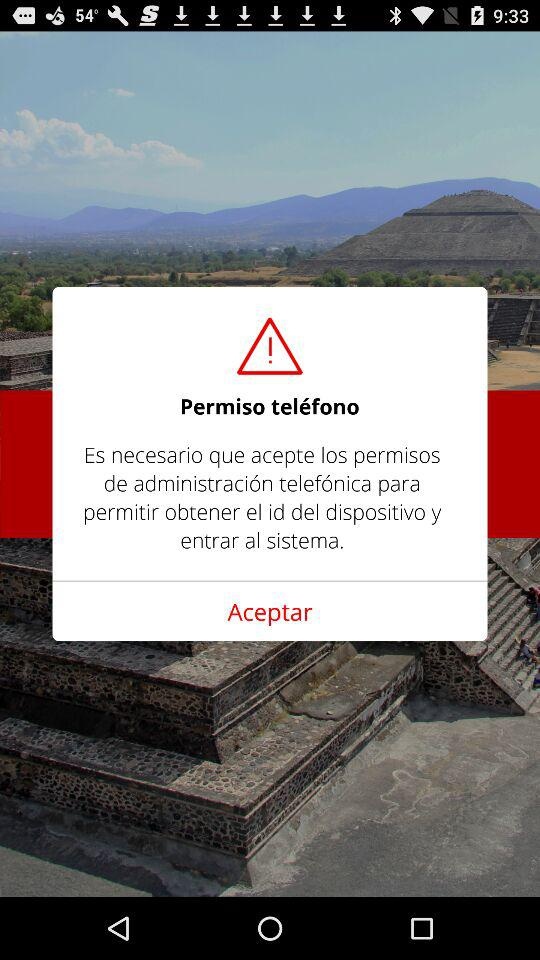 54°
9:33
Permiso teléfono
Es necesario que acepte los permisos
de administración telefónica para
permitir obtener el id del dispositivo y
entrar al sistema.
Aceptar